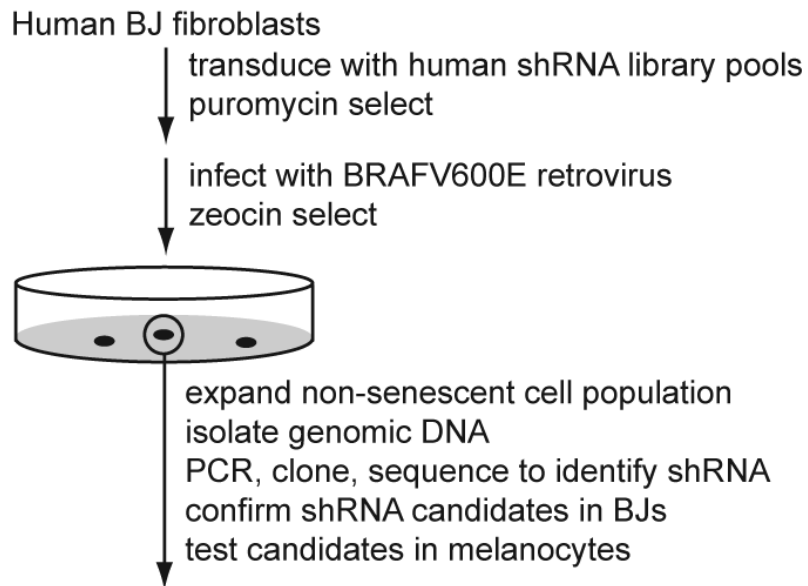 Human BJ fibroblasts
transduce with human shRNA library pools
puromycin select
infect with BRAFV600E retrovirus
zeocin select
expand non-senescent cell population
isolate genomic DNA
PCR, clone, sequence to identify shRNA
confirm shRNA candidates in BJs
test candidates in melanocytes